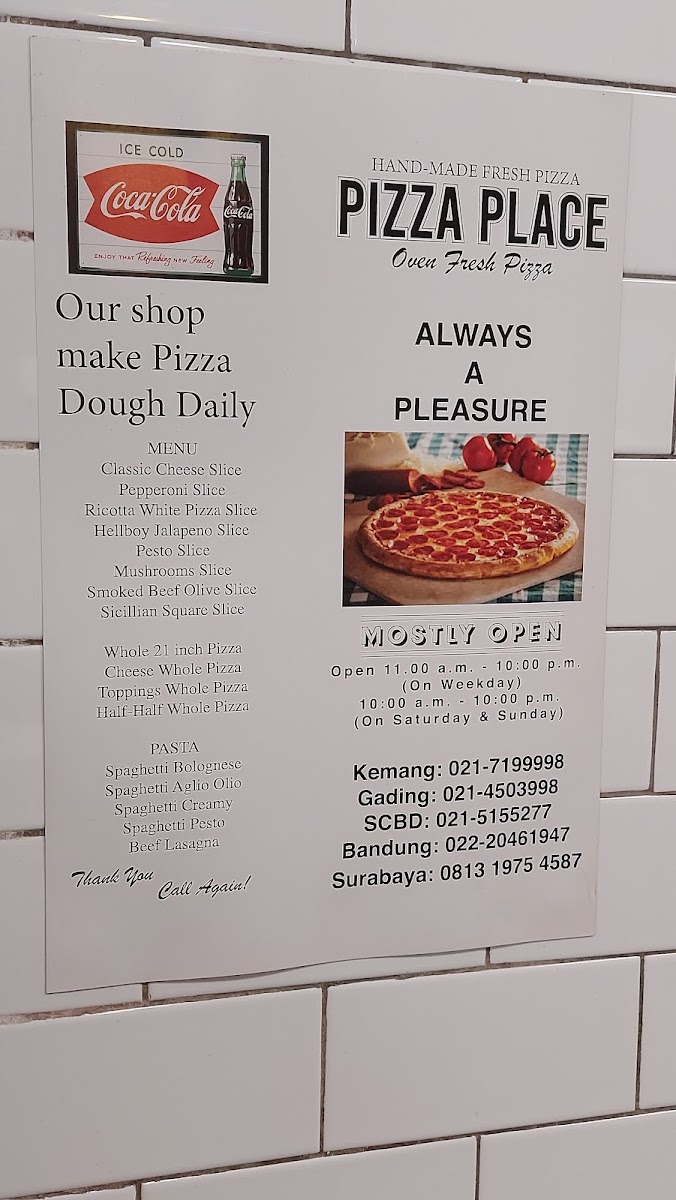 ICE COLD
Coca-Cola
Coca-Cola
ENJOY THAT Refreshing NEW Feeling
Our shop
make Pizza
Dough Daily
MENU
Classic Cheese Slice
Pepperoni Slice
Ricotta White Pizza Slice
Hellboy Jalapeno Slice
Pesto Slice
Mushrooms Slice
Smoked Beef Olive Slice
Sicillian Square Slice
Whole 21 inch Pizza
Cheese Whole Pizza
Toppings Whole Pizza
Half-Half Whole Pizza
PASTA
Spaghetti Bolognese
Spaghetti Aglio Olio
Spaghetti Creamy
Spaghetti Pesto
Beef Lasagna
Thank You
Call Again!
HAND-MADE FRESH PIZZA
PIZZA PLACE
Oven Fresh Pizza
ALWAYS
A
PLEASURE
MOSTLY OPEN
Open 11.00 a.m. - 10:00 p.m.
(On Weekday)
10:00 a.m. - 10:00 p.m.
(On Saturday & Sunday)
Kemang: 021-7199998
Gading: 021-4503998
SCBD: 021-5155277
Bandung: 022-20461947
Surabaya: 0813 1975 4587